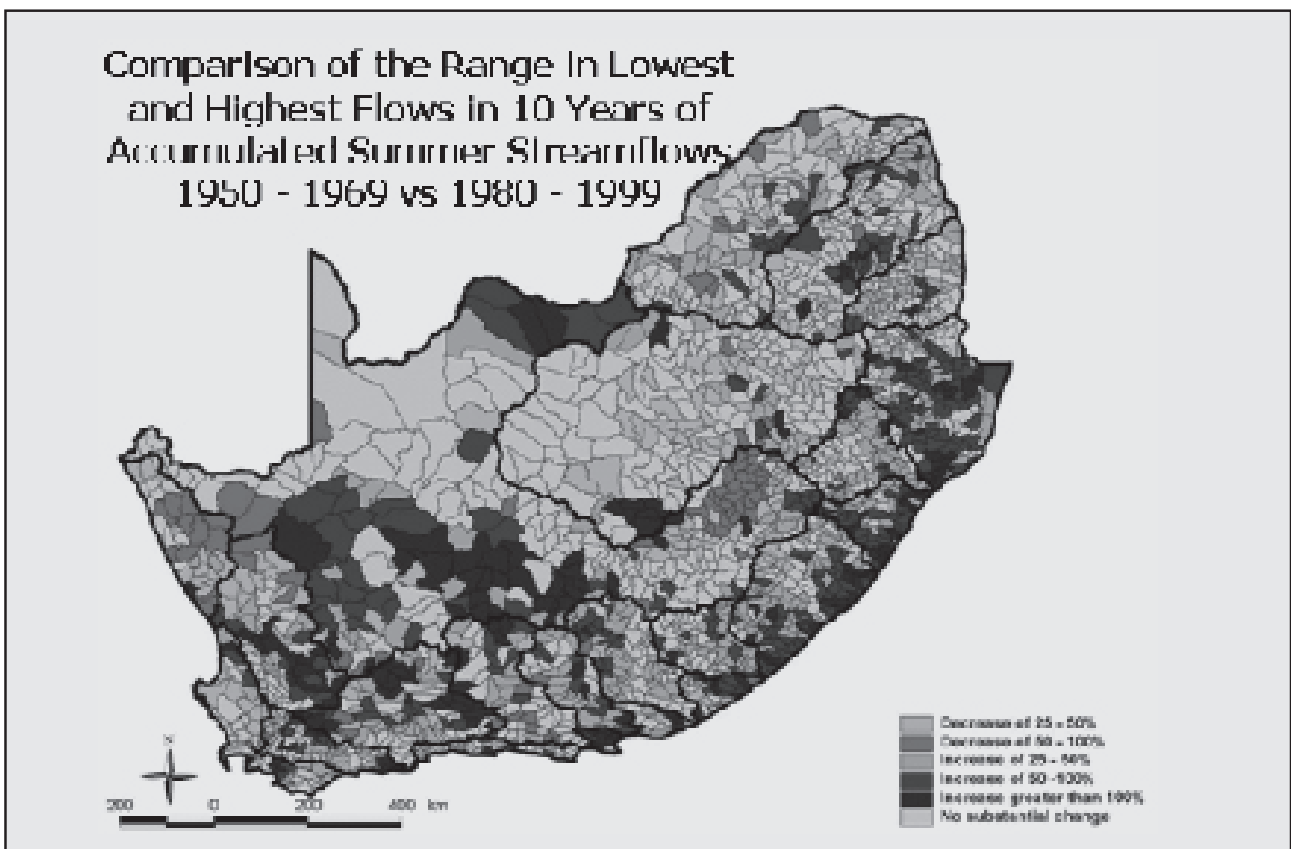 Comparison of the Range in Lowest
and Highest Flows in 10 Years of
Accumulated Summer Streamflows
1950 - 1969 vs 1980 - 1999
N
Decrease of 25 - 50%
Decrease of 50 - 100%
Increase of 25 - 50%
Increase of 50 -100%
Increase greater than 100%
No substantial change
200 0 200 400 km